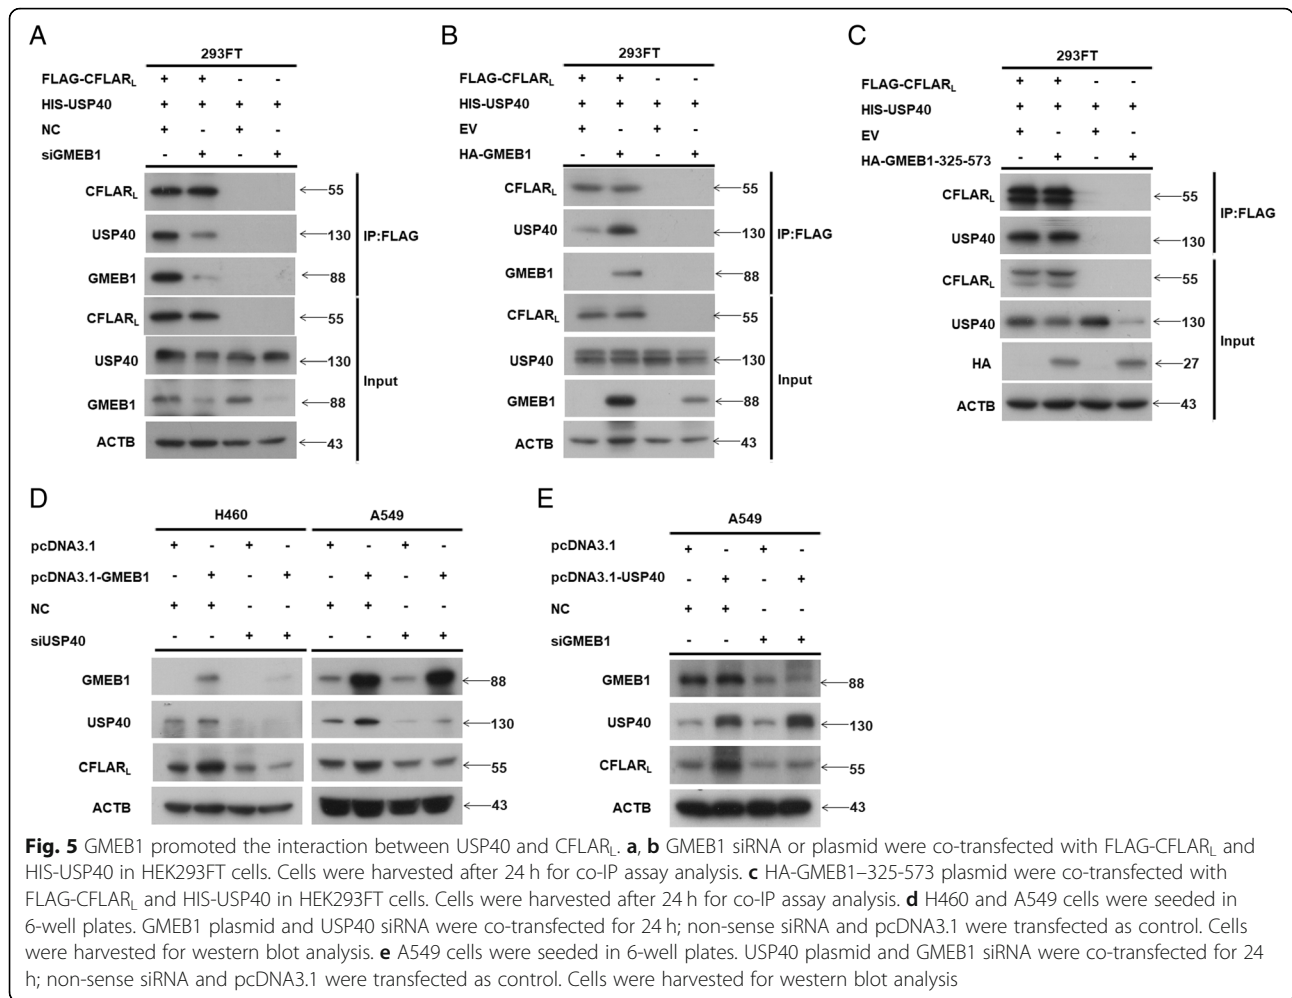 A
293FT
FLAG-CFLARL + + - -
HIS-USP40 + + + +
NC + - + -
siGMEB1 - + - +
CFLARL 55
USP40 130
GMEB1 88
IP:FLAG
CFLARL 55
USP40 130
GMEB1 88
ACTB 43
Input
B
293FT
FLAG-CFLARL + + - -
HIS-USP40 + + + +
EV + - + -
HA-GMEB1 - + - +
CFLARL 55
USP40 130
GMEB1 88
IP:FLAG
CFLARL 55
USP40 130
GMEB1 88
ACTB 43
Input
C
293FT
FLAG-CFLARL + + - -
HIS-USP40 + + + +
EV + - + -
HA-GMEB1-325-573 - + - +
CFLARL 55
USP40 130
IP:FLAG
CFLARL 55
USP40 130
HA 27
ACTB 43
Input
D
H460 A549
pcDNA3.1 + - + - + - + -
pcDNA3.1-GMEB1 - + - + - + - +
NC + + - - + + - -
siUSP40 - - + + - - + +
GMEB1 88
USP40 130
CFLARL 55
ACTB 43
E
A549
pcDNA3.1 + - + -
pcDNA3.1-USP40 - + - +
NC + + - -
siGMEB1 - - + +
GMEB1 88
USP40 130
CFLARL 55
ACTB 43
Fig. 5 GMEB1 promoted the interaction between USP40 and CFLARL. a, b GMEB1 siRNA or plasmid were co-transfected with FLAG-CFLARL and
HIS-USP40 in HEK293FT cells. Cells were harvested after 24 h for co-IP assay analysis. c HA-GMEB1–325-573 plasmid were co-transfected with
FLAG-CFLARL and HIS-USP40 in HEK293FT cells. Cells were harvested after 24 h for co-IP assay analysis. d H460 and A549 cells were seeded in
6-well plates. GMEB1 plasmid and USP40 siRNA were co-transfected for 24 h; non-sense siRNA and pcDNA3.1 were transfected as control. Cells
were harvested for western blot analysis. e A549 cells were seeded in 6-well plates. USP40 plasmid and GMEB1 siRNA were co-transfected for 24
h; non-sense siRNA and pcDNA3.1 were transfected as control. Cells were harvested for western blot analysis